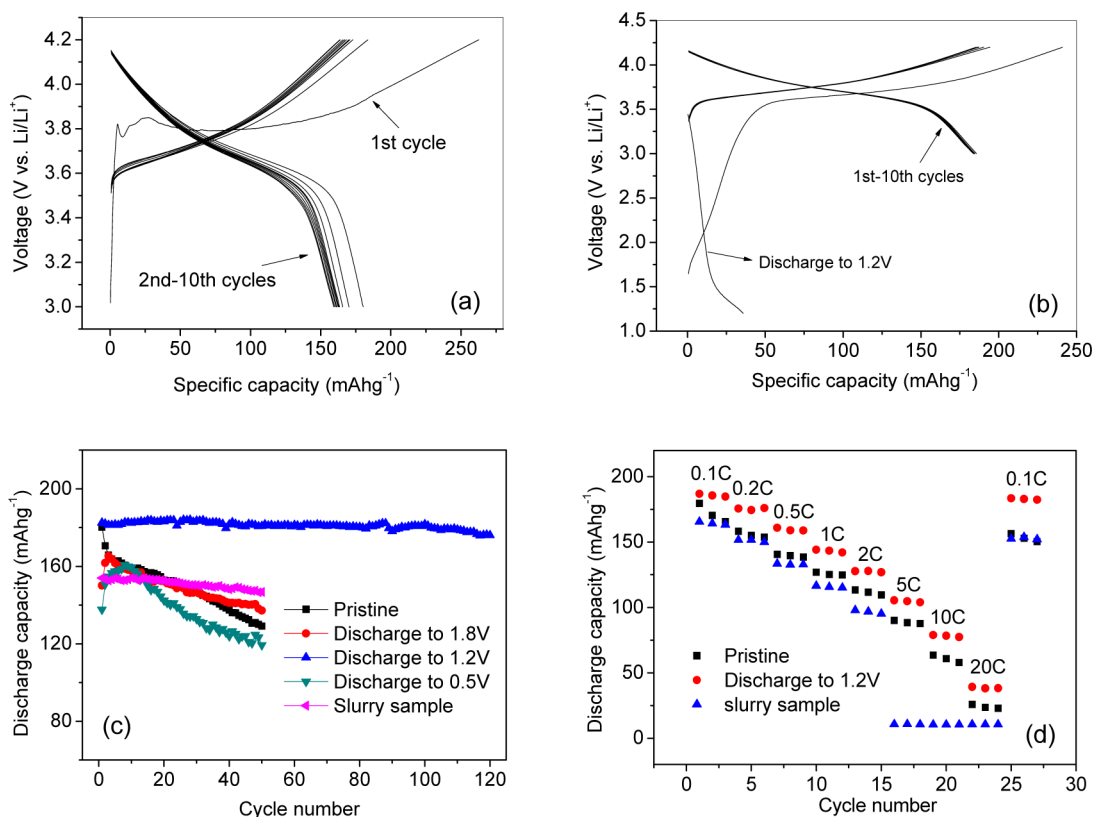 4.2
4.0
3.8
3.6
3.4
3.2
3.0
Voltage (V vs. Li/Li+)
1st cycle
2nd-10th cycles
(a)
0 50 100 150 200 250
Specific capacity (mAhg-1)
4.5
4.0
3.5
3.0
2.5
2.0
1.5
1.0
Voltage (V vs. Li/Li+)
1st-10th cycles
Discharge to 1.2V
(b)
0 50 100 150 200 250
Specific capacity (mAhg-1)
200
160
120
80
Discharge capacity (mAhg-1)
Pristine
Discharge to 1.8V
Discharge to 1.2V
Discharge to 0.5V
Slurry sample
(c)
0 20 40 60 80 100 120
Cycle number
200
150
100
50
0
Discharge capacity (mAhg-1)
0.1C
0.2C
0.5C
1C
2C
5C
10C
20C
0.1C
Pristine
Discharge to 1.2V
slurry sample
(d)
0 5 10 15 20 25 30
Cycle number